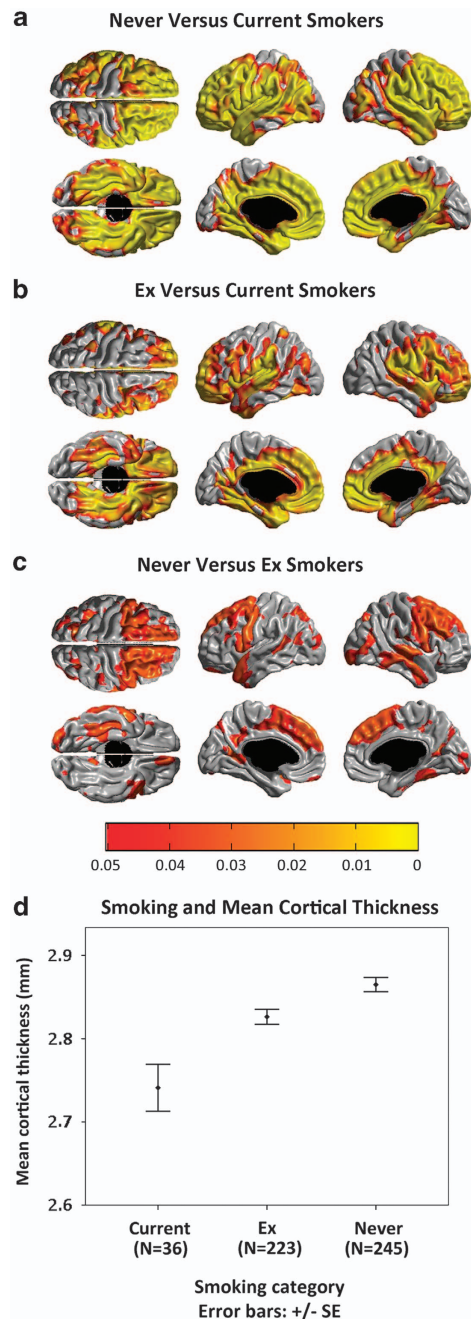 a
Never Versus Current Smokers
b
Ex Versus Current Smokers
c
Never Versus Ex Smokers
0.05 0.04 0.03 0.02 0.01 0
d
Smoking and Mean Cortical Thickness
Mean cortical thickness (mm)
2.9
2.8
2.7
2.6
Current Ex Never
(N=36) (N=223) (N=245)
Smoking category
Error bars: +/- SE